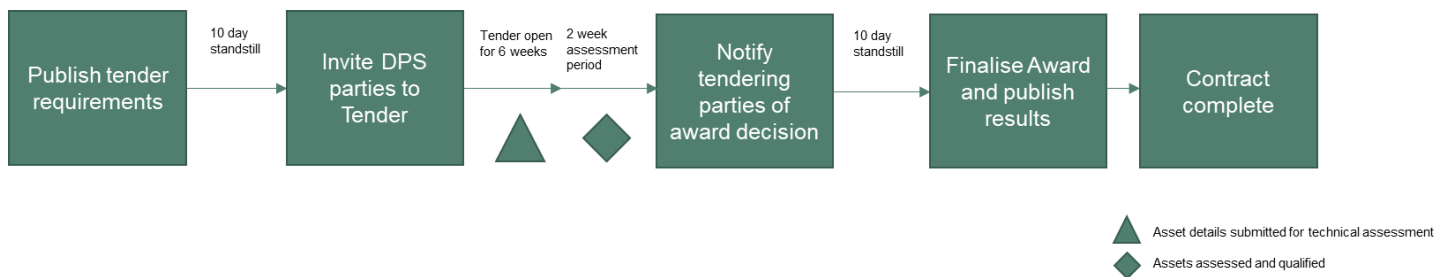 Publish tender
requirements
10 day
standstill
Invite DPS
parties to
Tender
Tender open
for 6 weeks
2 week
assessment
period
Notify
tendering
parties of
award decision
10 day
standstill
Finalise Award
and publish
results
Contract
complete
Asset details submitted for technical assessment
Assets assessed and qualified